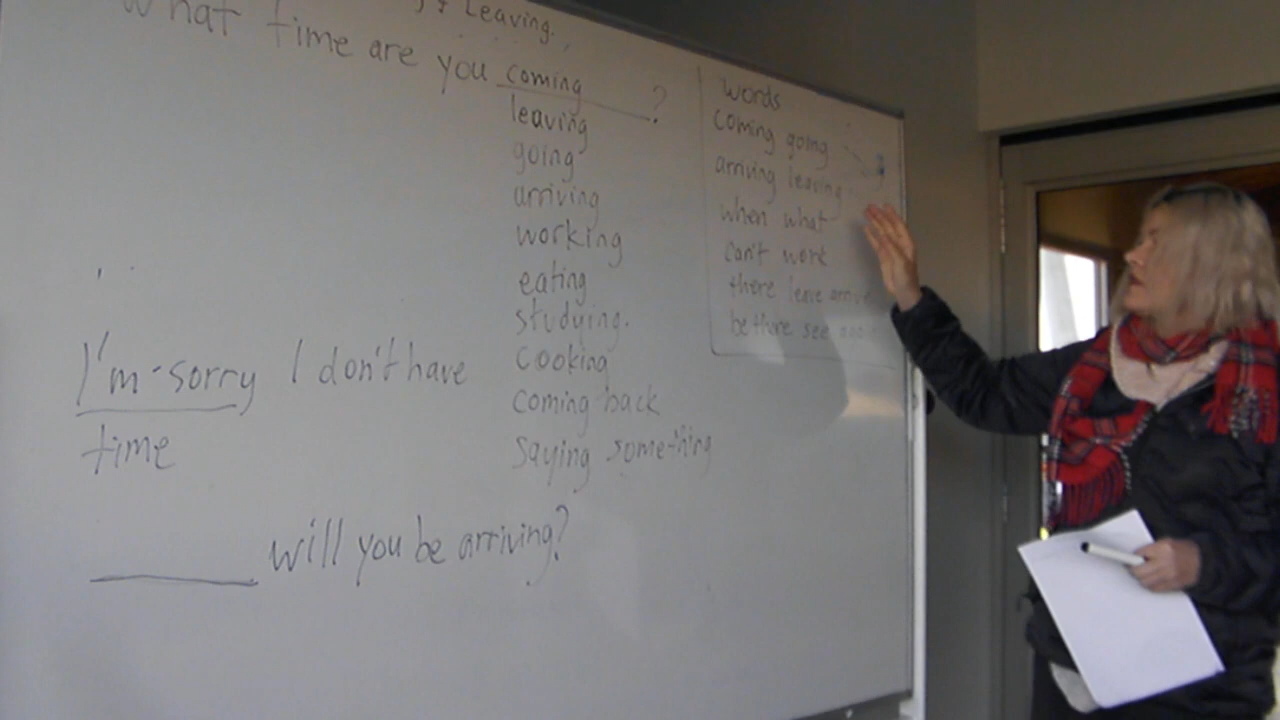 & Leaving.
What time are you coming ?
leaving
going
arriving
working
eating
studying.
cooking
coming back
saying something
I'm sorry I don't have
time
will you be arriving?
words
coming going
arriving leaving
when what
can't work
there leave arrive
be there see again